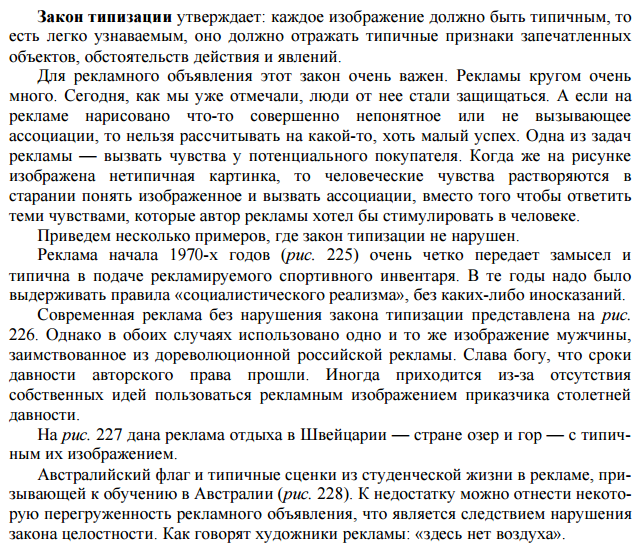 Закон типизации утверждает: каждое изображение должно быть типичным, то
есть легко узнаваемым, оно должно отражать типичные признаки запечатленных
объектов, обстоятельств действия и явлений.
Для рекламного объявления этот закон очень важен. Рекламы кругом очень
много. Сегодня, как мы уже отмечали, люди от нее стали защищаться. А если на
рекламе нарисовано что-то совершенно непонятное или не вызывающее
ассоциации, то нельзя рассчитывать на какой-то, хоть малый успех. Одна из задач
рекламы — вызвать чувства у потенциального покупателя. Когда же на рисунке
изображена нетипичная картинка, то человеческие чувства растворяются в
старании понять изображенное и вызвать ассоциации, вместо того чтобы ответить
теми чувствами, которые автор рекламы хотел бы стимулировать в человеке.
Приведем несколько примеров, где закон типизации не нарушен.
Реклама начала 1970-х годов (рис. 225) очень четко передает замысел и
типична в подаче рекламируемого спортивного инвентаря. В те годы надо было
выдерживать правила «социалистического реализма», без каких-либо иносказаний.
Современная реклама без нарушения закона типизации представлена на рис.
226. Однако в обоих случаях использовано одно и то же изображение мужчины,
заимствованное из дореволюционной российской рекламы. Слава богу, что сроки
давности авторского права прошли. Иногда приходится из-за отсутствия
собственных идей пользоваться рекламным изображением приказчика столетней
давности.
На рис. 227 дана реклама отдыха в Швейцарии — стране озер и гор — с типич-
ным их изображением.
Австралийский флаг и типичные сценки из студенческой жизни в рекламе, при-
зывающей к обучению в Австралии (рис. 228). К недостатку можно отнести некото-
рую перегруженность рекламного объявления, что является следствием нарушения
закона целостности. Как говорят художники рекламы: «здесь нет воздуха».